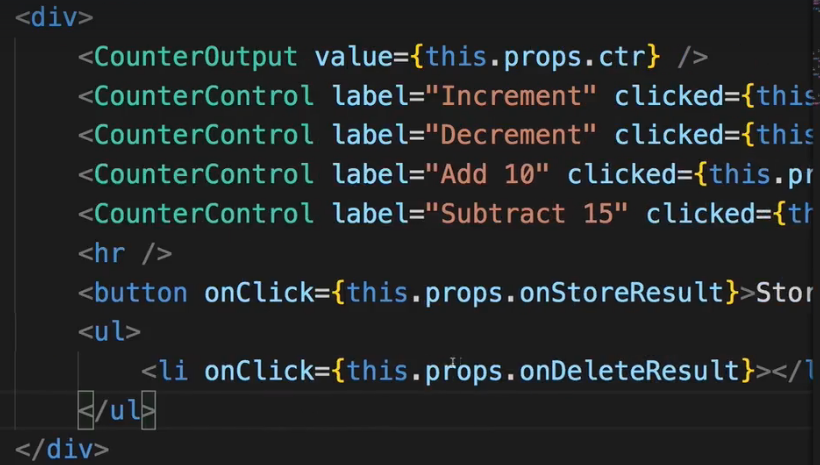 <div>
<CounterOutput value={this.props.ctr} />
<CounterControl label="Increment" clicked={this
<CounterControl label="Decrement" clicked={this
<CounterControl label="Add 10" clicked={this.pr
<CounterControl label="Subtract 15" clicked={th
<hr />
<button onClick={this.props.onStoreResult}>Stor
<ul>
<li onClick={this.props.onDeleteResult}></l
</ul>
</div>